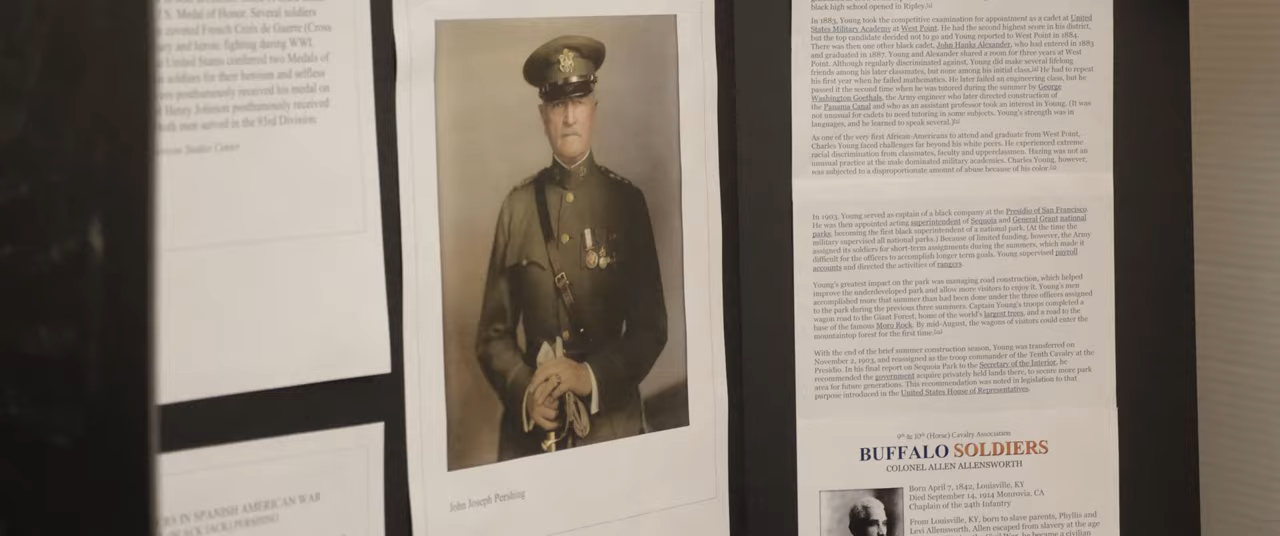 U.S. Medal of Honor. Several soldiers
awarded French Croix de Guerre (Cross
and heroic fighting during WWI.
United States conferred two Medals of
soldiers for their heroism and selfless
posthumously received his medal on
Henry Johnson posthumously received
Both men served in the 93rd Division
IN SPANISH AMERICAN WAR
(BLACK JACK) PERSHING
John Joseph Pershing
black high school opened in Ripley.[2]
In 1883, Young took the competitive examination for appointment as a cadet at United
States Military Academy at West Point. He had the second highest score in his district,
but the top candidate decided not to go and Young reported to West Point in 1884.
There was then one other black cadet, John Hanks Alexander, who had entered in 1883
and graduated in 1887. Young and Alexander shared a room for three years at West
Point. Although regularly discriminated against, Young did make several lifelong
friends among his later classmates, but none among his initial class. He had to repeat
his first year when he failed mathematics. He later failed an engineering class, but he
passed it the second time when he was tutored during the summer by George
Washington Goethals, the Army engineer who later directed construction of
the Panama Canal and who as an assistant professor took an interest in Young. (It was
not unusual for cadets to need tutoring in some subjects. Young's strength was in
languages, and he learned to speak several.
As one of the very first African-Americans to attend and graduate from West Point,
Charles Young faced challenges far beyond his white peers. He experienced extreme
racial discrimination from classmates, faculty and upperclassmen. Hazing was not an
unusual practice at the male dominated military academies. Charles Young, however,
was subjected to a disproportionate amount of abuse because of his color.
In 1903, Young served as captain of a black company at the Presidio of San Francisco.
He was then appointed acting superintendent of Sequoia and General Grant national
parks, becoming the first black superintendent of a national park. (At the time the
military supervised all national parks.) Because of limited funding, however, the Army
assigned its soldiers for short-term assignments during the summers, which made it
difficult for the officers to accomplish longer term goals. Young supervised payroll
accounts and directed the activities of rangers.
Young's greatest impact on the park was managing road construction, which helped
improve the underdeveloped park and allow more visitors to enjoy it. Young's men
accomplished more that summer than had been done under the three officers assigned
to the park during the previous three summers. Captain Young's troops completed a
wagon road to the Giant Forest, home of the world's largest trees, and a road to the
base of the famous Moro Rock. By mid-August, the wagons of visitors could enter the
mountaintop forest for the first time.
With the end of the brief summer construction season, Young was transferred on
November 2, 1903, and reassigned as the troop commander of the Tenth Cavalry at the
Presidio. In his final report on Sequoia Park to the Secretary of the Interior, he
recommended the government acquire privately held lands there, to secure more park
area for future generations. This recommendation was noted in legislation to that
purpose introduced in the United States House of Representatives.
9th & 10th (Horse) Cavalry Association
BUFFALO SOLDIERS
COLONEL ALLEN ALLENSWORTH
Born April 7, 1842, Louisville, KY
Died September 14, 1914 Monrovia, CA
Chaplain of the 24th Infantry
From Louisville, KY, born to slave parents, Phyllis and
Levi Allensworth. Allen escaped from slavery at the age
he became a civilian